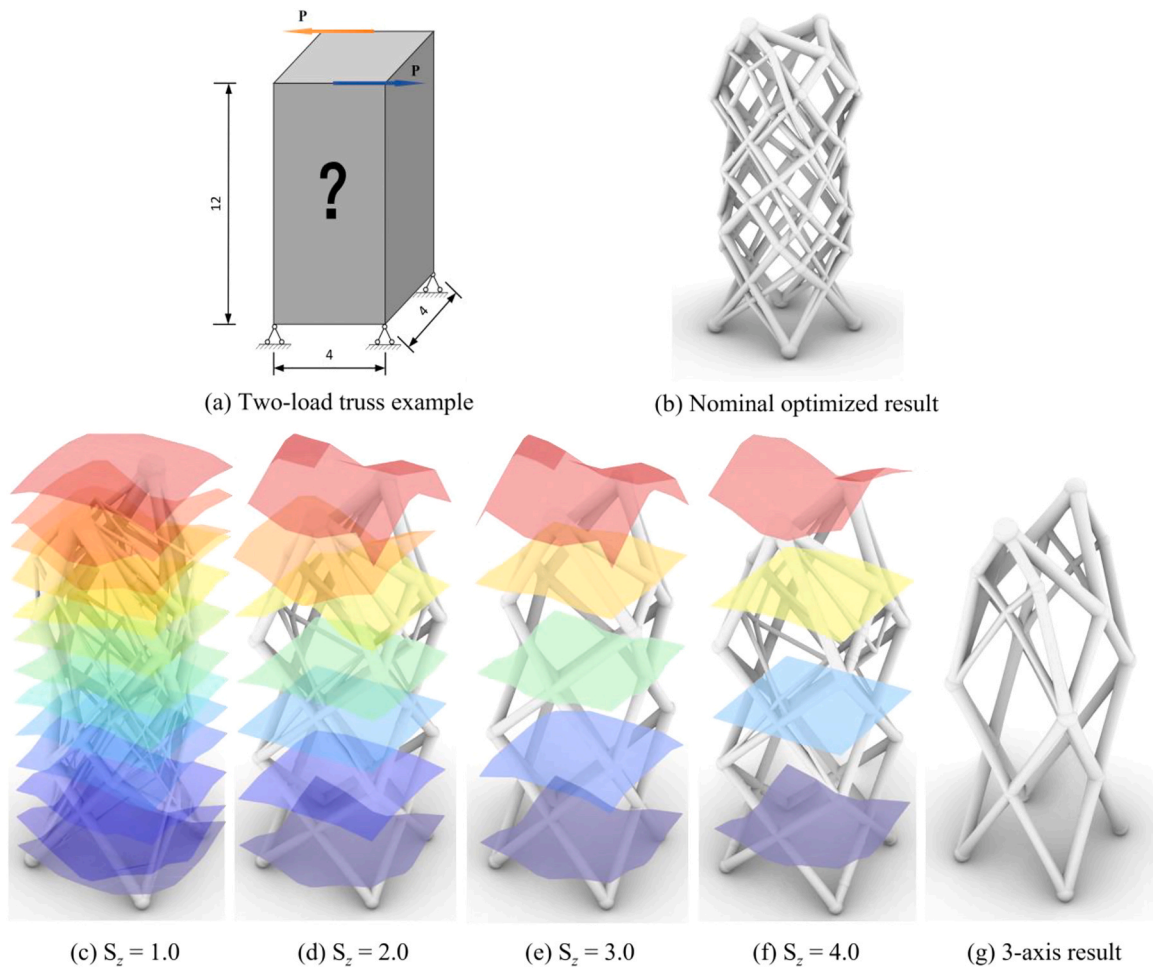 P
P
?
12
4
4
(a) Two-load truss example
(b) Nominal optimized result
(c) S_z = 1.0
(d) S_z = 2.0
(e) S_z = 3.0
(f) S_z = 4.0
(g) 3-axis result